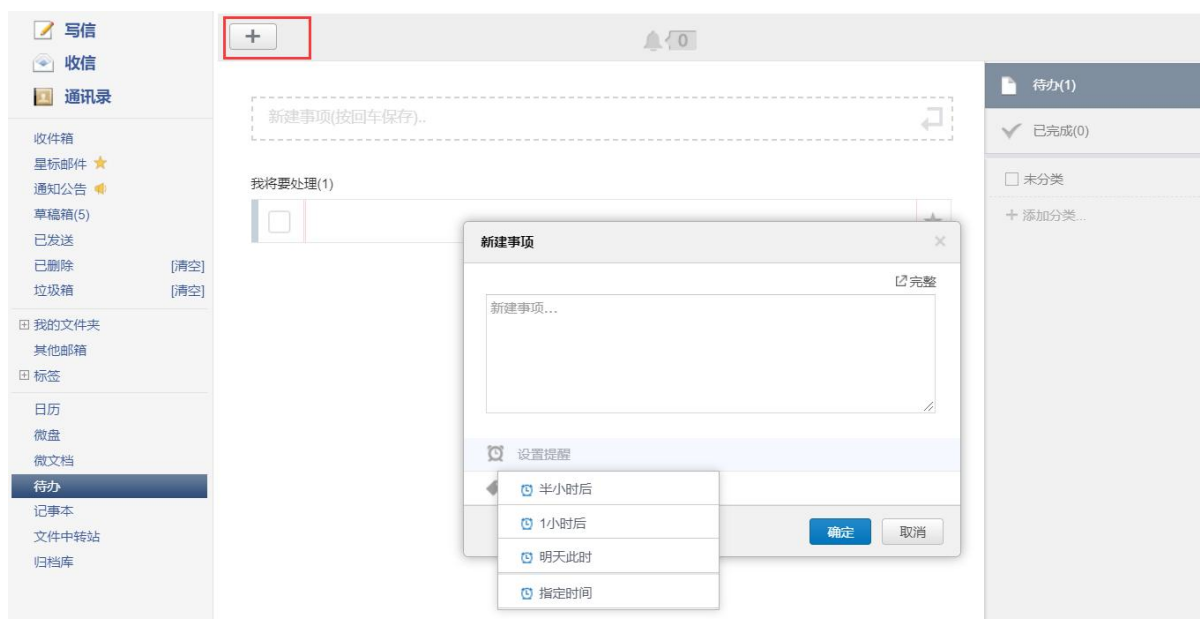 写信
收信
通讯录
收件箱
星标邮件
通知公告
草稿箱(5)
已发送
已删除 [清空]
垃圾箱 [清空]
我的文件夹
其他邮箱
标签
日历
微盘
微文档
待办
记事本
文件中转站
归档库
+
0
新建事项(按回车保存)..
我将要处理(1)
新建事项
×
完整
新建事项...
设置提醒
半小时后
1小时后
明天此时
指定时间
确定 取消
待办(1)
已完成(0)
未分类
+ 添加分类...